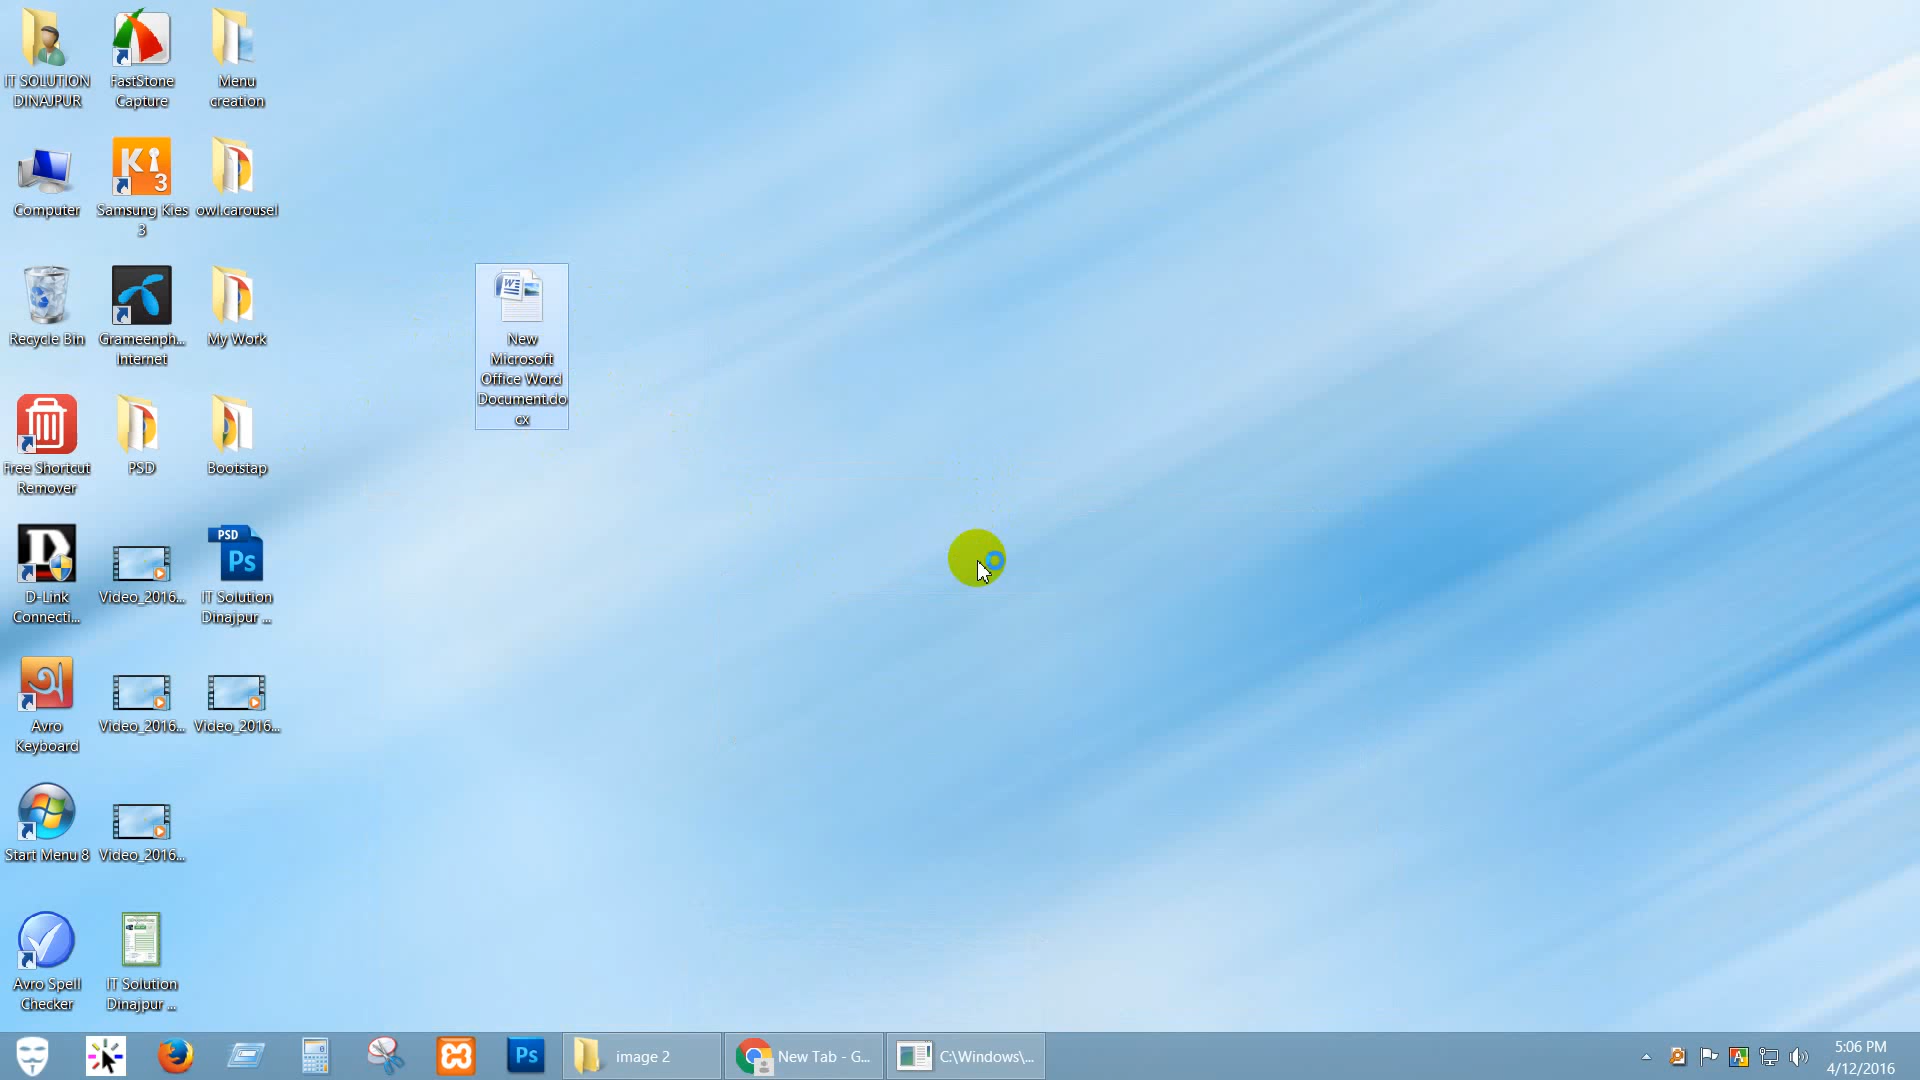 IT SOLUTION
DINAJPUR
FastStone
Capture
Menu
creation
Computer
Ki
3
Samsung Kies
3
owl.carousel
Recycle Bin
Grameenph...
Internet
My Work
W
New
Microsoft
Office Word
Document.do
cx
Free Shortcut
Remover
PSD
Bootstap
D
D-Link
Connecti...
Video_2016...
PSD
Ps
IT Solution
Dinajpur ...
অ
Avro
Keyboard
Video_2016...
Video_2016...
Start Menu 8
Video_2016...
Avro Spell
Checker
IT Solution
Dinajpur ...
Ps
image 2
New Tab - G...
C:\Windows\...
A
5:06 PM
4/12/2016